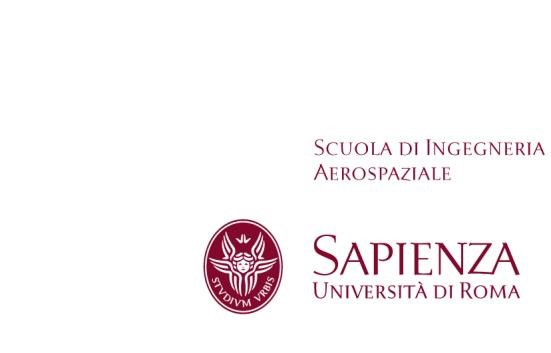 SCUOLA DI INGEGNERIA
AEROSPAZIALE
STVDIVM VRBIS
SAPIENZA
UNIVERSITÀ DI ROMA